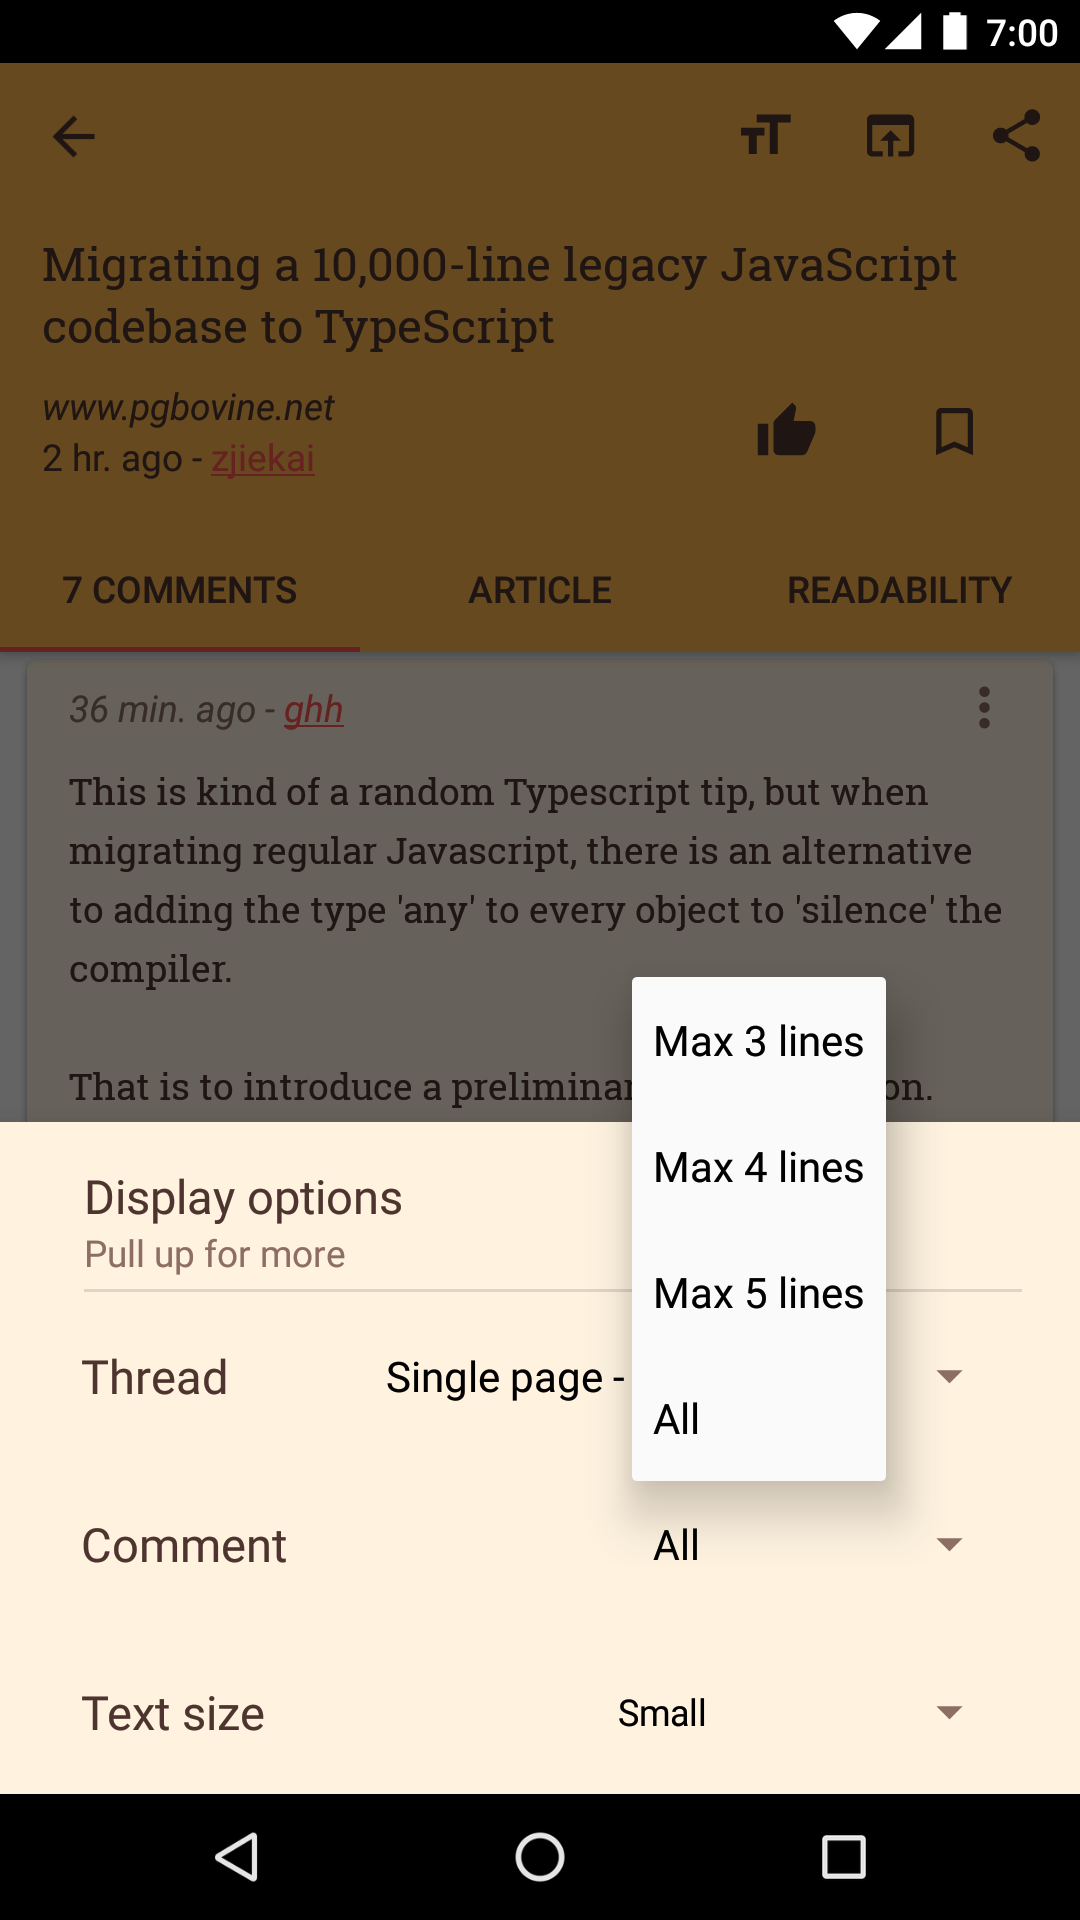 7:00
Migrating a 10,000-line legacy JavaScript
codebase to TypeScript
www.pgbovine.net
2 hr. ago - zjiekai
7 COMMENTS
ARTICLE
READABILITY
36 min. ago - ghh
This is kind of a random Typescript tip, but when
migrating regular Javascript, there is an alternative
to adding the type 'any' to every object to 'silence' the
compiler.
That is to introduce a
Max 3 lines
Max 4 lines
Max 5 lines
All
Display options
Pull up for more
Thread
Single page -
Comment
All
Text size
Small